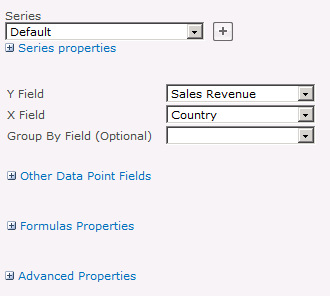 Series
Default
Series properties
Y Field Sales Revenue
X Field Country
Group By Field (Optional)
Other Data Point Fields
Formulas Properties
Advanced Properties